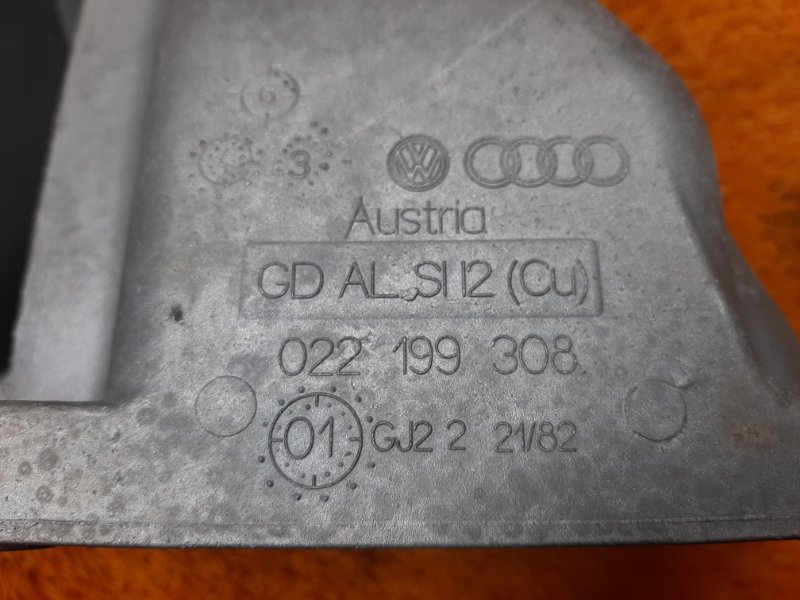 3
Austria
GD AL.SI 12 (Cu)
022 199 308
01 GJ2 2 21/82